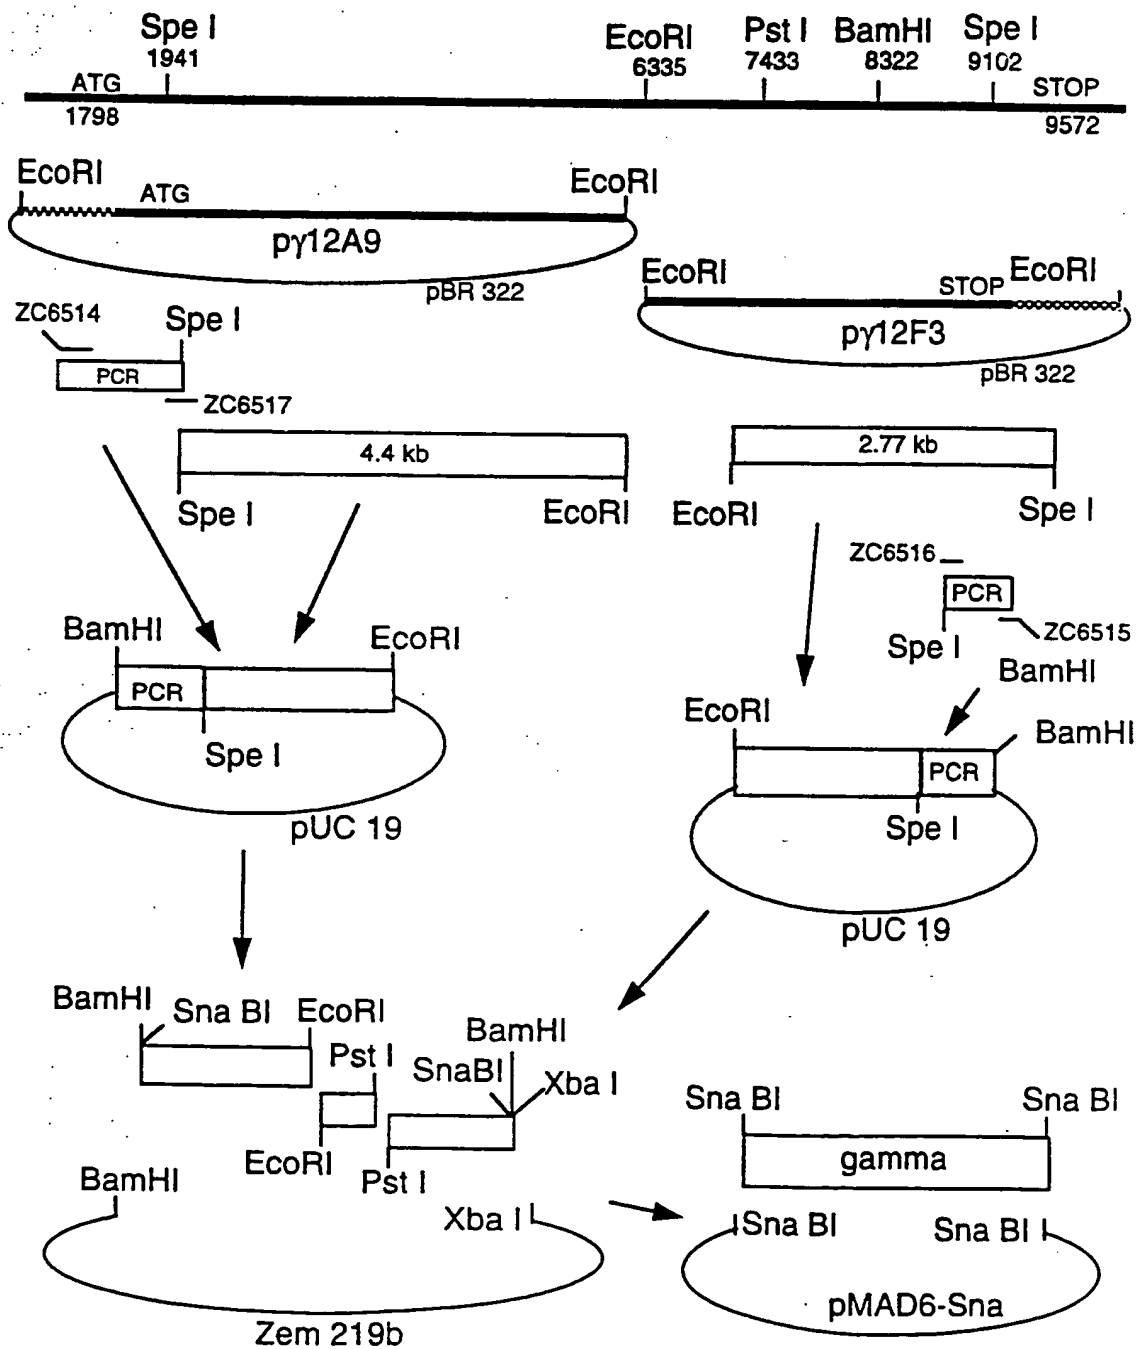 Spe I
1941
EcoRI
6335
Pst I
7433
BamHI
8322
Spe I
9102
ATG
1798
STOP
9572
EcoRI
ATG
EcoRI
pγ12A9
pBR 322
EcoRI
STOP
EcoRI
pγ12F3
pBR 322
ZC6514
Spe I
PCR
ZC6517
4.4 kb
Spe I
EcoRI
2.77 kb
EcoRI
Spe I
ZC6516
PCR
Spe I
ZC6515
BamHI
BamHI
EcoRI
PCR
Spe I
pUC 19
EcoRI
BamHI
PCR
Spe I
pUC 19
BamHI
Sna BI
EcoRI
Pst I
EcoRI
BamHI
SnaBI
Xba I
Pst I
BamHI
Xba I
Zem 219b
Sna BI
Sna BI
gamma
Sna BI
Sna BI
pMAD6-Sna